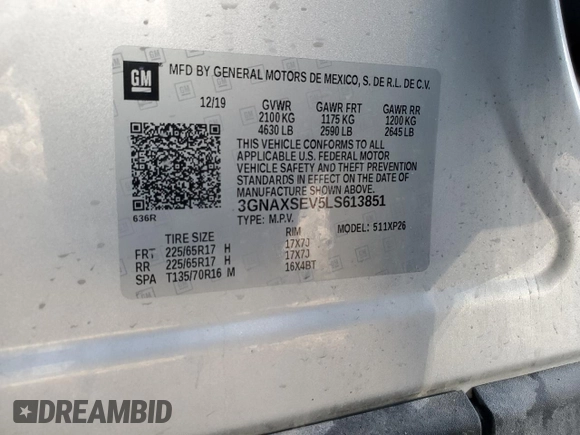 GM
MFD BY GENERAL MOTORS DE MEXICO, S. DE R.L. DE C.V.
12/19 GVWR GAWR FRT GAWR RR
2100 KG 1175 KG 1200 KG
4630 LB 2590 LB 2645 LB
THIS VEHICLE CONFORMS TO ALL
APPLICABLE U.S. FEDERAL MOTOR
VEHICLE SAFETY AND THEFT PREVENTION
STANDARDS IN EFFECT ON THE DATE OF
MANUFACTURE SHOWN ABOVE.
3GNAXSEV5LS613851
636R
TYPE: M.P.V. MODEL: 511XP26
TIRE SIZE RIM
FRT 225/65R17 H 17X7J
RR 225/65R17 H 17X7J
SPA T135/70R16 M 16X4BT
DREAMBID